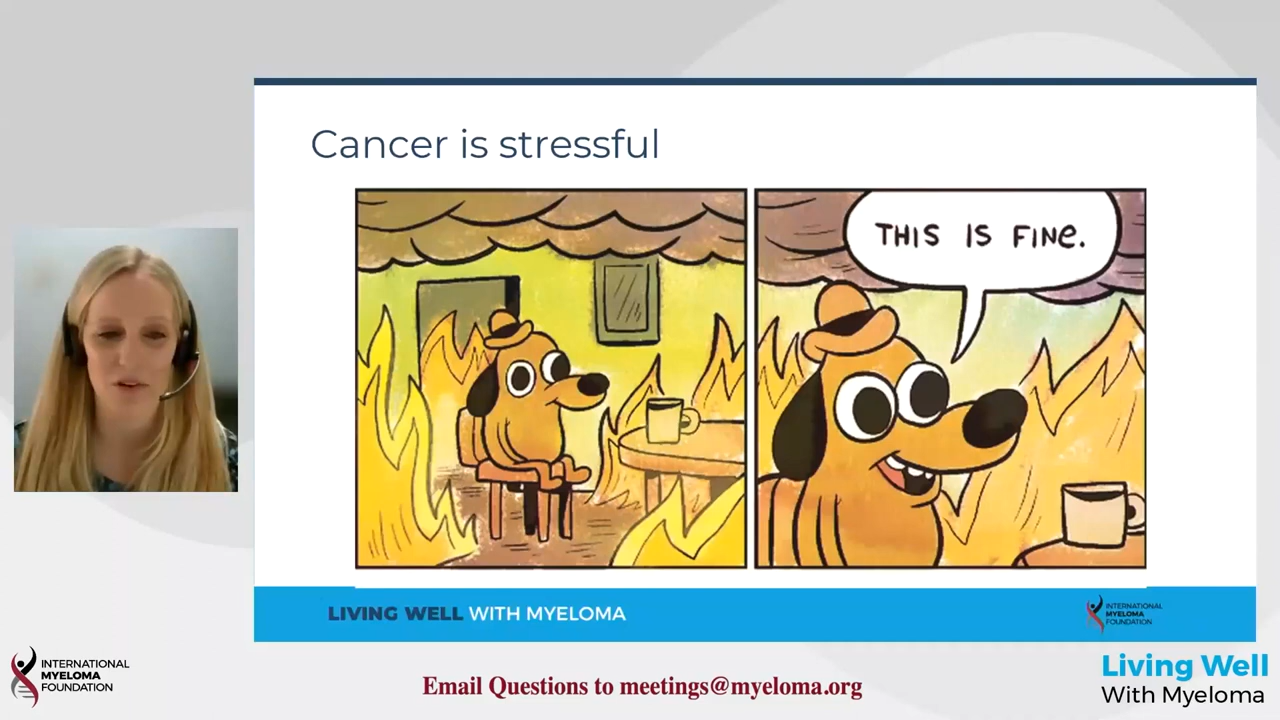 Cancer is stressful
THIS IS FINE.
LIVING WELL WITH MYELOMA
INTERNATIONAL
MYELOMA
FOUNDATION
INTERNATIONAL
MYELOMA
FOUNDATION
Email Questions to meetings@myeloma.org
Living Well
With Myeloma